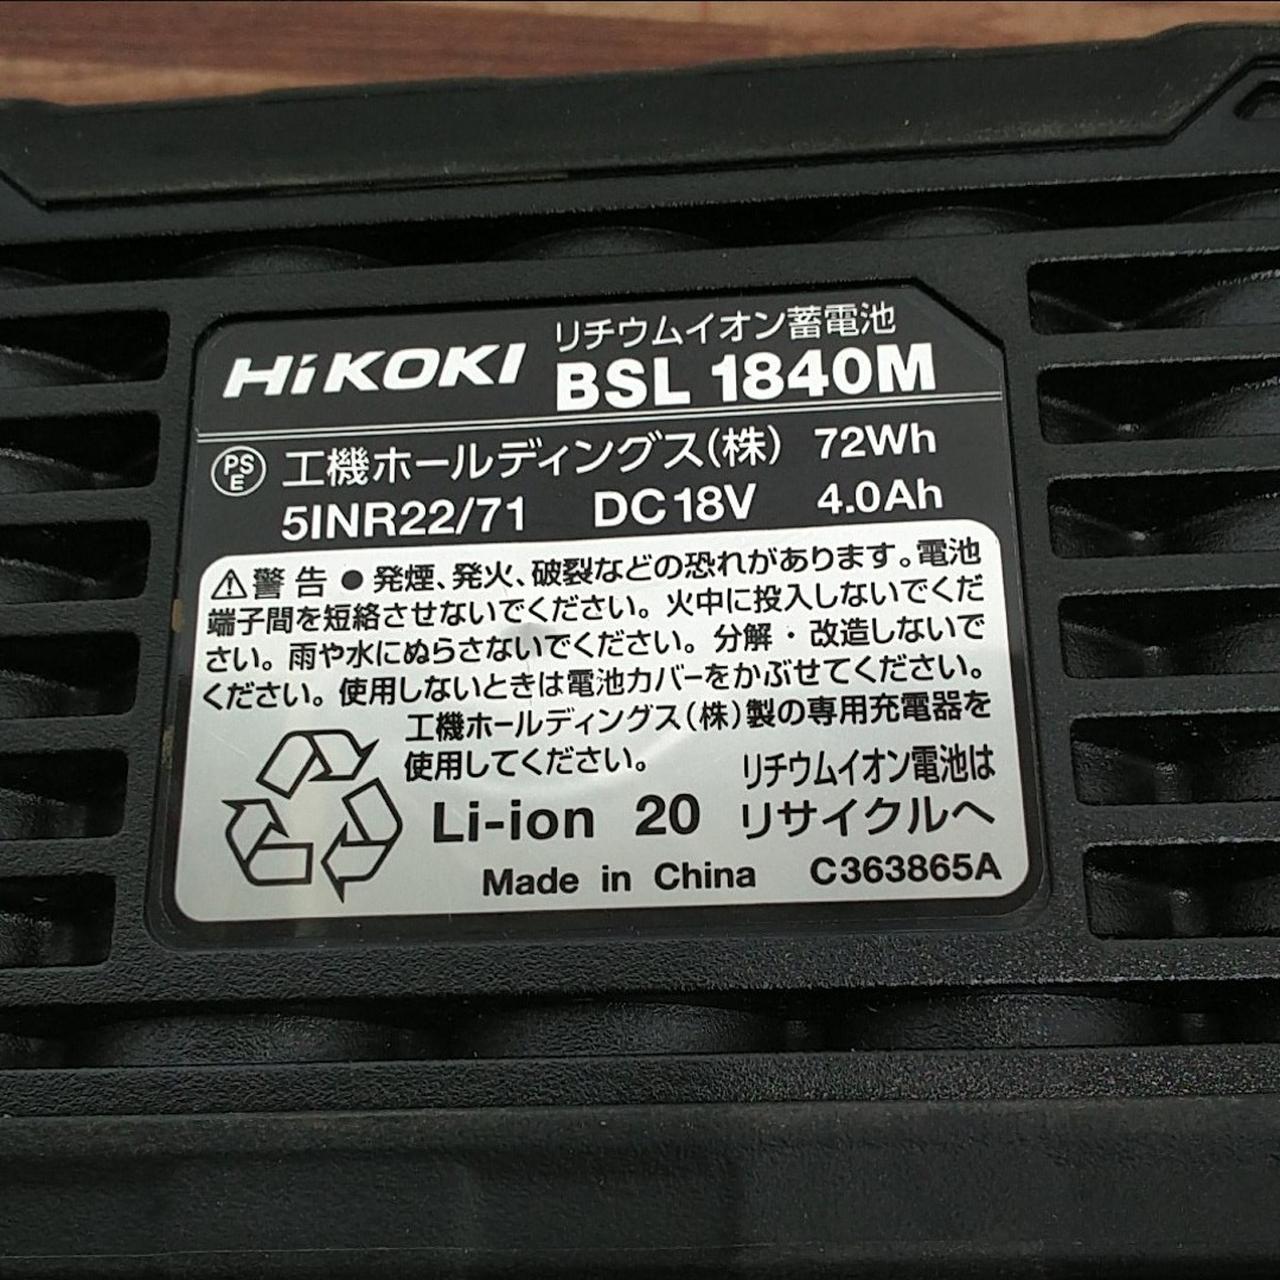 HiKOKI リチウムイオン蓄電池
BSL 1840M
PSE 工機ホールディングス(株) 72Wh
5INR22/71 DC18V 4.0Ah
⚠警告 ●発煙、発火、破裂などの恐れがあります。電池
端子間を短絡させないでください。火中に投入しないでくだ
さい。雨や水にぬらさないでください。分解・改造しないで
ください。使用しないときは電池カバーをかぶせてください。
工機ホールディングス(株)製の専用充電器を
使用してください。
リチウムイオン電池は
Li-ion 20 リサイクルへ
Made in China C363865A